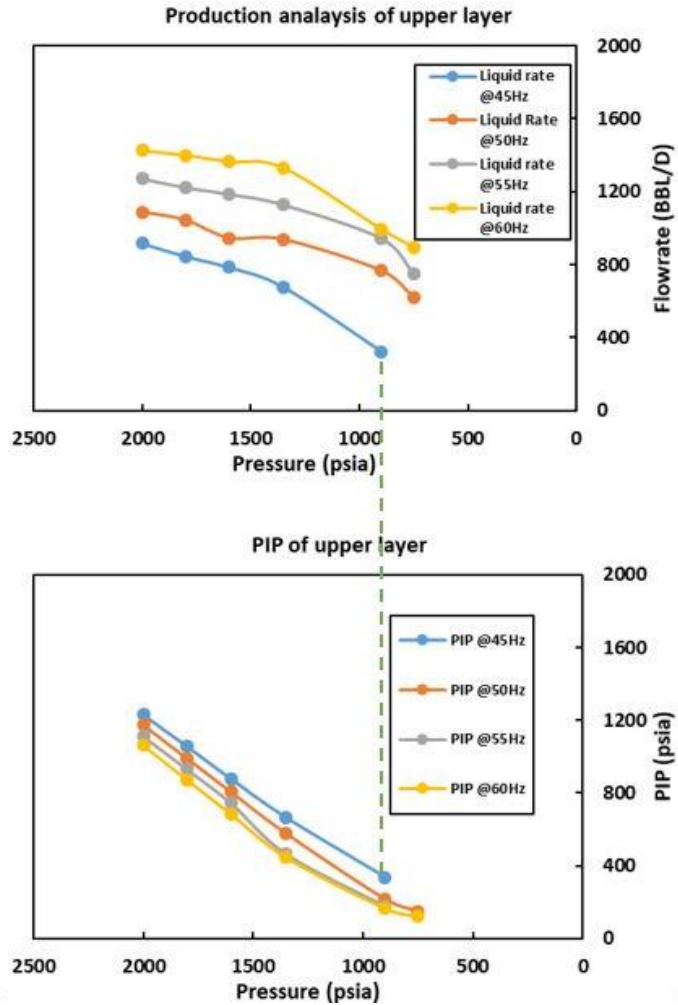 Production analaysis of upper layer
2000
1600
1200
800
400
0
Flowrate (BBL/D)
Liquid rate
@45Hz
Liquid Rate
@50Hz
Liquid rate
@55Hz
Liquid rate
@60Hz
2500 2000 1500 1000 500 0
Pressure (psia)
PIP of upper layer
2000
1600
1200
800
400
0
PIP (psia)
PIP @45Hz
PIP @50Hz
PIP @55Hz
PIP @60Hz
2500 2000 1500 1000 500 0
Pressure (psia)